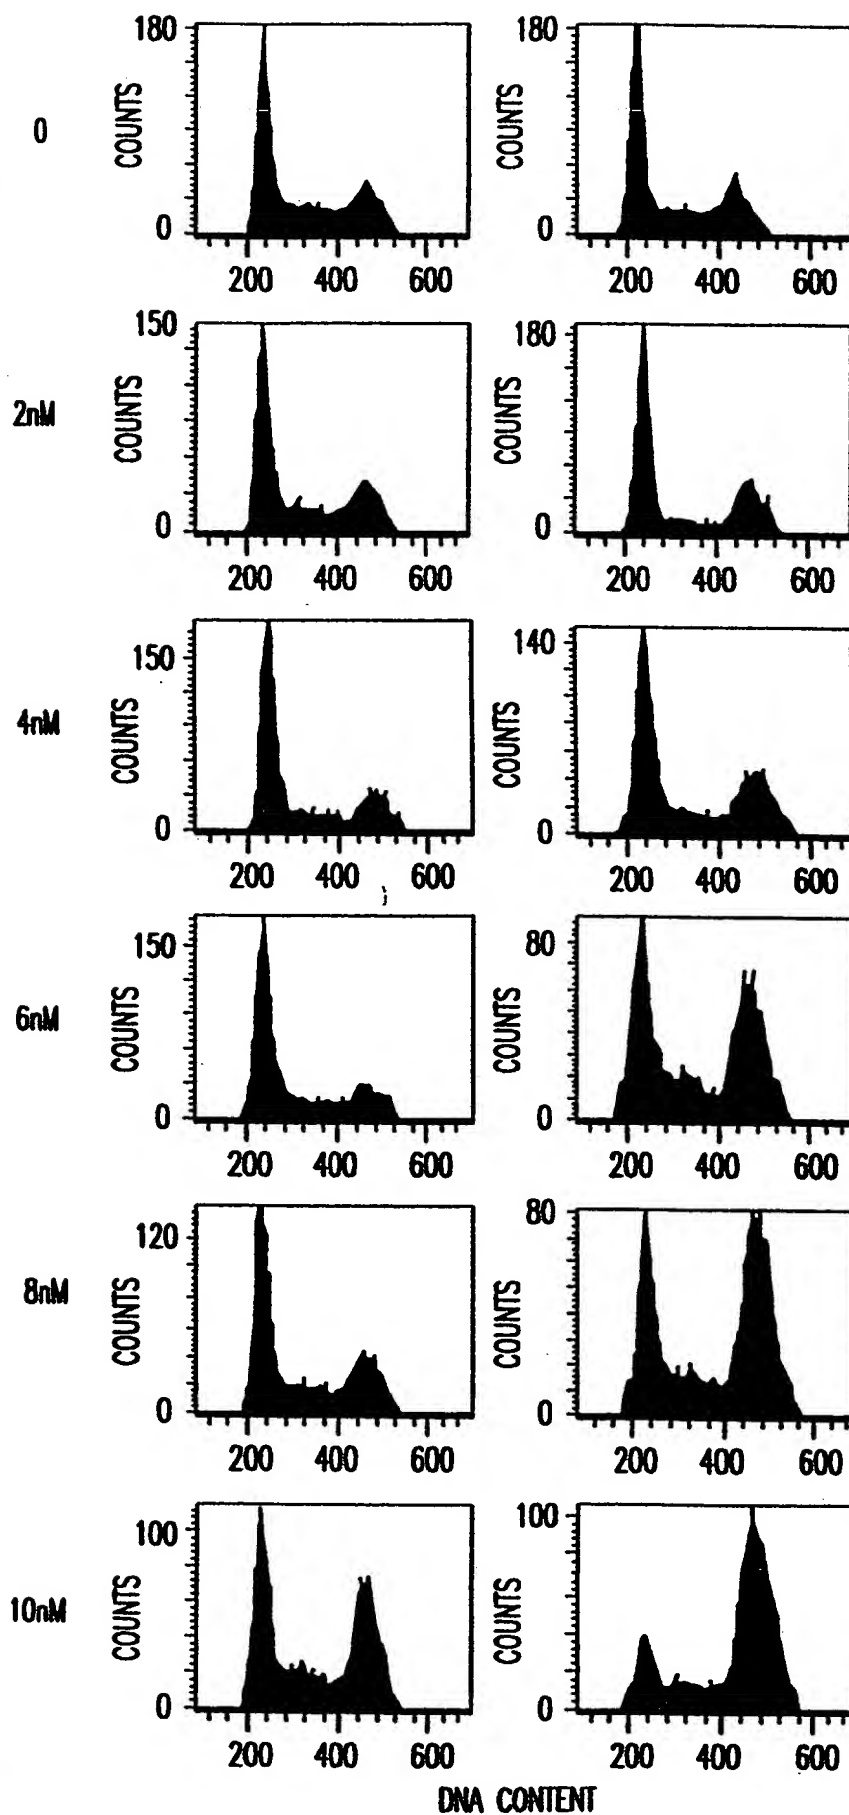 180 180
0 COUNTS COUNTS
0 0
200 400 600 200 400 600
150 180
2nM COUNTS COUNTS
0 0
200 400 600 200 400 600
150 140
4nM COUNTS COUNTS
0 0
200 400 600 200 400 600
150 80
6nM COUNTS COUNTS
0 0
200 400 600 200 400 600
120 80
8nM COUNTS COUNTS
0 0
200 400 600 200 400 600
100 100
10nM COUNTS COUNTS
0 0
200 400 600 200 400 600
DNA CONTENT